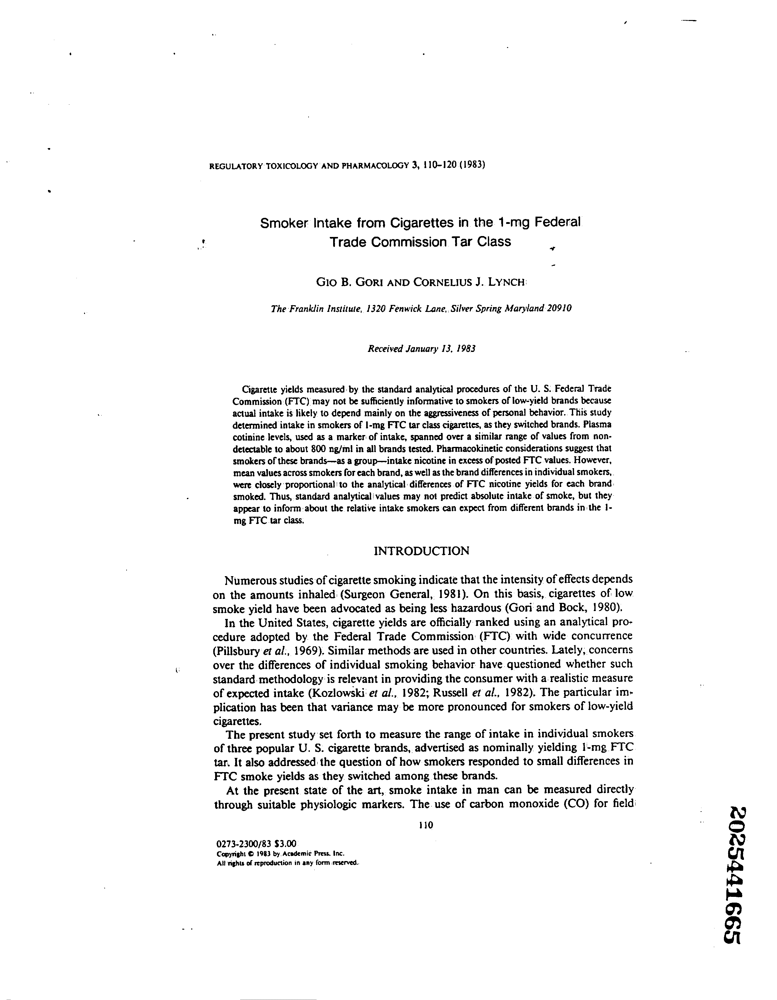 REGULATORY TOXICOLOGY AND PHARMACOLOGY 3, 110–120 (1983)
Smoker Intake from Cigarettes in the 1-mg Federal
Trade Commission Tar Class
GIO B. GORI AND CORNELIUS J. LYNCH
The Franklin Institute, 1320 Fenwick Lane, Silver Spring Maryland 20910
Received January 13, 1983
Cigarette yields measured by the standard analytical procedures of the U. S. Federal Trade
Commission (FTC) may not be sufficiently informative to smokers of low-yield brands because
actual intake is likely to depend mainly on the aggressiveness of personal behavior. This study
determined intake in smokers of 1-mg FTC tar class cigarettes, as they switched brands. Plasma
cotinine levels, used as a marker of intake, spanned over a similar range of values from non-
detectable to about 800 ng/ml in all brands tested. Pharmacokinetic considerations suggest that
smokers of these brands—as a group—intake nicotine in excess of posted FTC values. However,
mean values across smokers for each brand, as well as the brand differences in individual smokers,
were closely proportional to the analytical differences of FTC nicotine yields for each brand
smoked. Thus, standard analytical values may not predict absolute intake of smoke, but they
appear to inform about the relative intake smokers can expect from different brands in the 1-
mg FTC tar class.
INTRODUCTION
Numerous studies of cigarette smoking indicate that the intensity of effects depends
on the amounts inhaled (Surgeon General, 1981). On this basis, cigarettes of low
smoke yield have been advocated as being less hazardous (Gori and Bock, 1980).
In the United States, cigarette yields are officially ranked using an analytical pro-
cedure adopted by the Federal Trade Commission (FTC) with wide concurrence
(Pillsbury et al., 1969). Similar methods are used in other countries. Lately, concerns
over the differences of individual smoking behavior have questioned whether such
standard methodology is relevant in providing the consumer with a realistic measure
of expected intake (Kozlowski et al., 1982; Russell et al., 1982). The particular im-
plication has been that variance may be more pronounced for smokers of low-yield
cigarettes.
The present study set forth to measure the range of intake in individual smokers
of three popular U. S. cigarette brands, advertised as nominally yielding 1-mg FTC
tar. It also addressed the question of how smokers responded to small differences in
FTC smoke yields as they switched among these brands.
At the present state of the art, smoke intake in man can be measured directly
through suitable physiologic markers. The use of carbon monoxide (CO) for field
110
0273-2300/83 $3.00
Copyright © 1983 by Academic Press, Inc.
All rights of reproduction in any form reserved.
2025441665